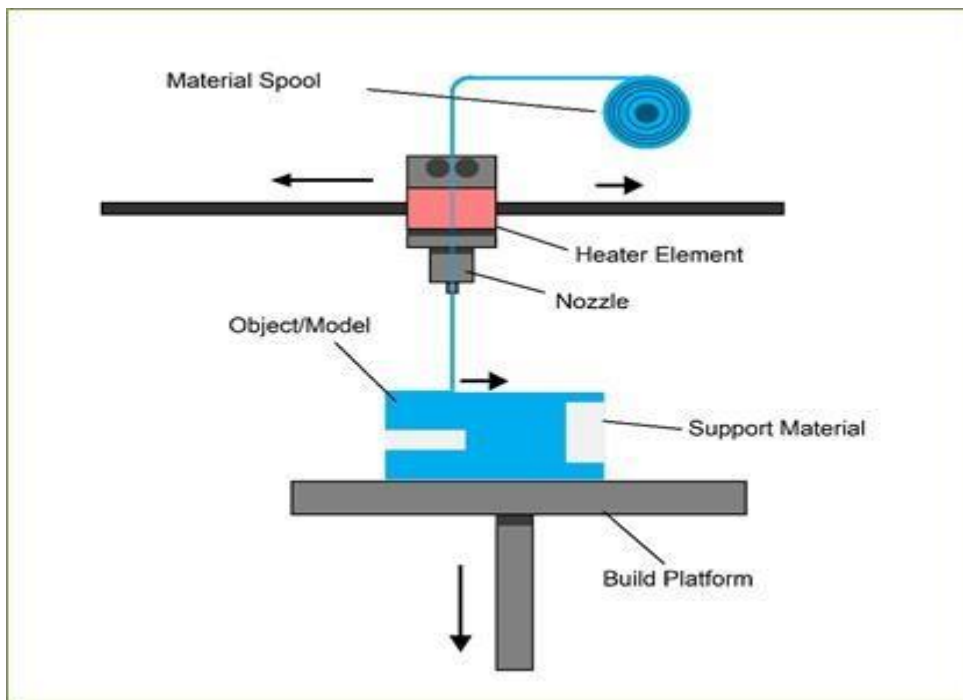 Material Spool
Heater Element
Nozzle
Object/Model
Support Material
Build Platform